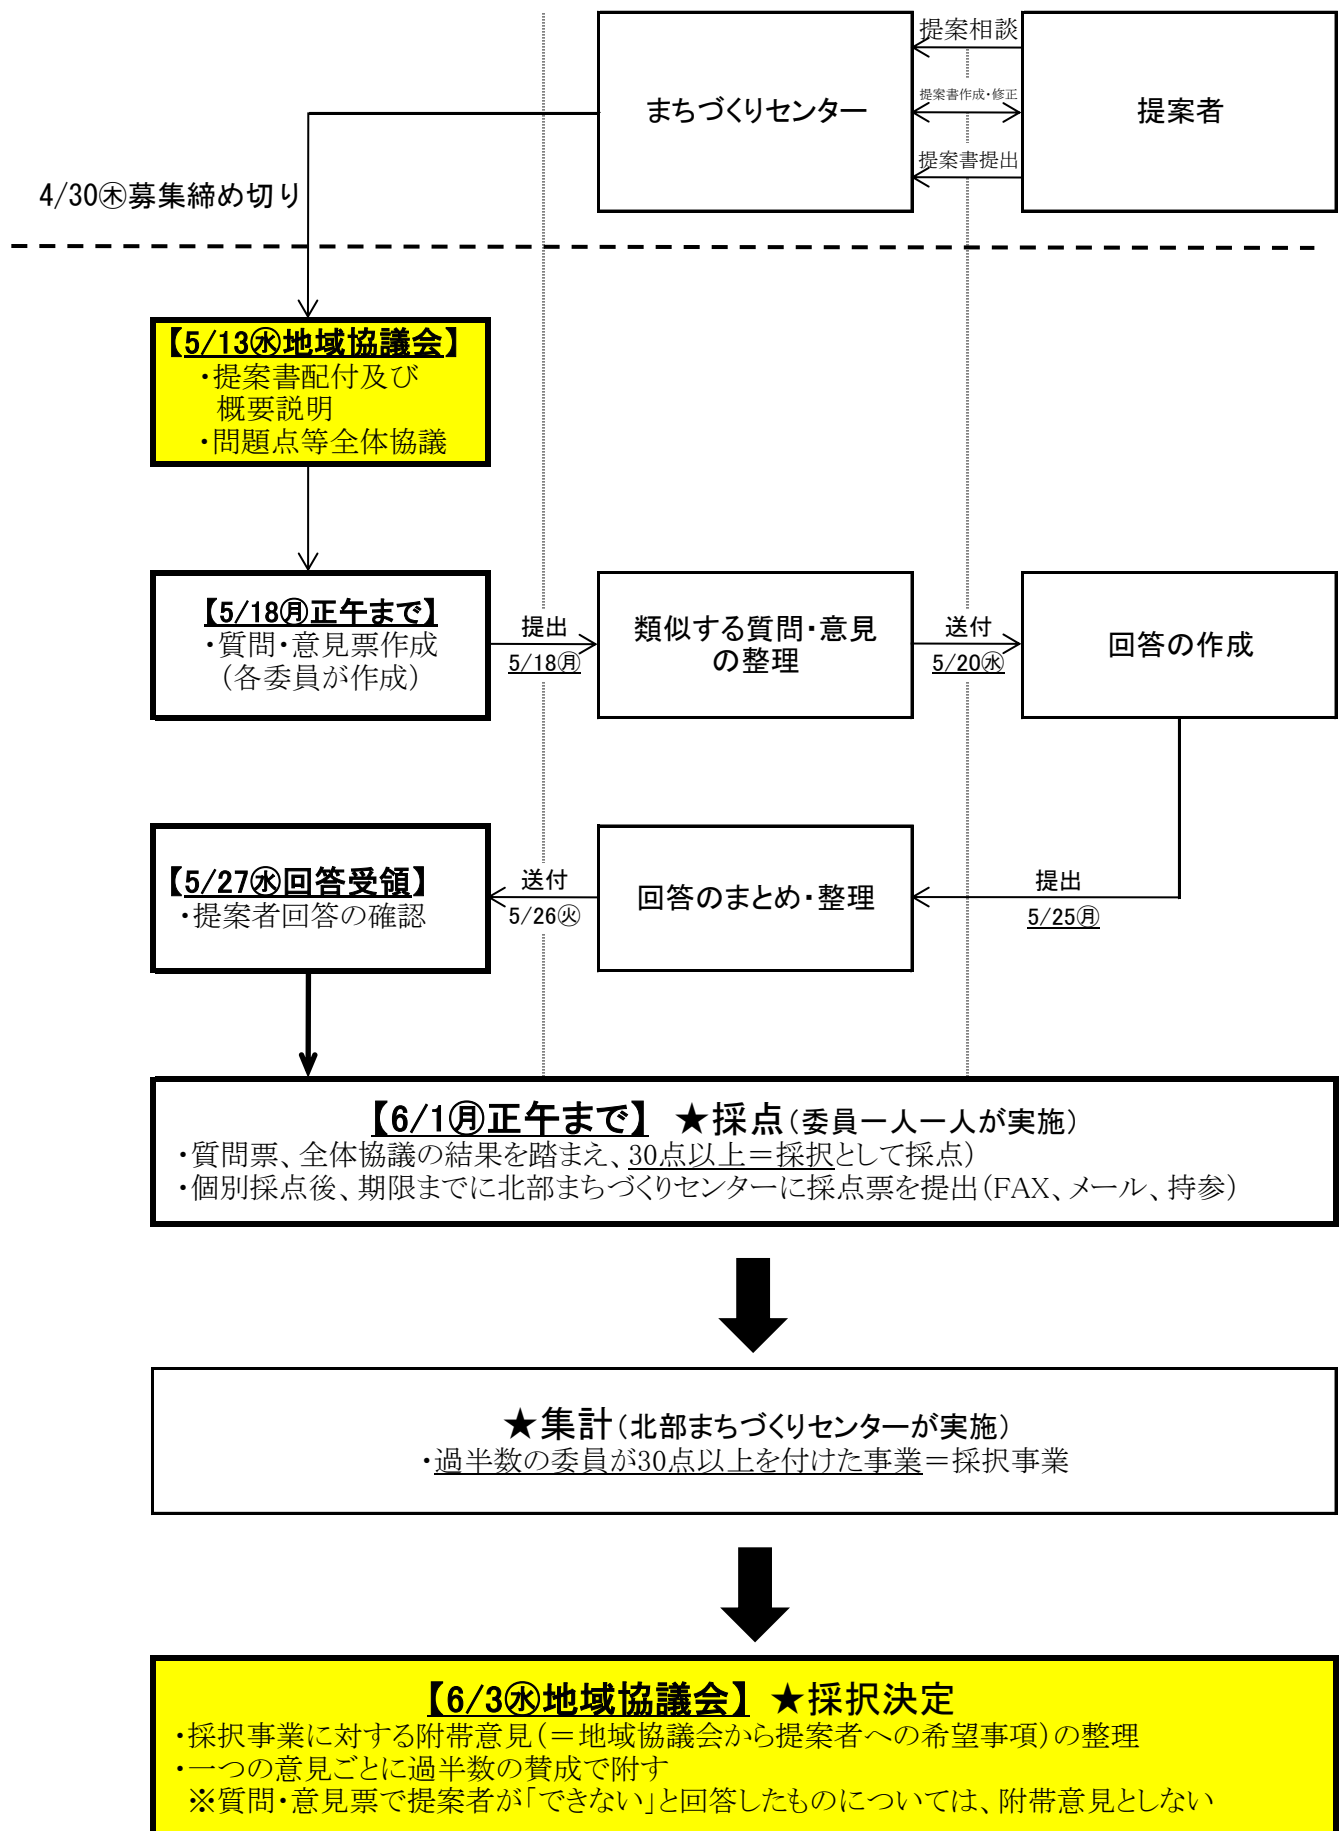 提案相談
まちづくりセンター
提案書作成・修正
提案者
提案書提出
4/30㊍募集締め切り
【5/13㊌地域協議会】
・提案書配付及び
概要説明
・問題点等全体協議
【5/18㊊正午まで】
・質問・意見票作成
（各委員が作成）
提出
5/18㊊
類似する質問・意見
の整理
送付
5/20㊌
回答の作成
【5/27㊌回答受領】
・提案者回答の確認
送付
5/26㊋
回答のまとめ・整理
提出
5/25㊊
【6/1㊊正午まで】 ★採点（委員一人一人が実施）
・質問票、全体協議の結果を踏まえ、30点以上＝採択として採点）
・個別採点後、期限までに北部まちづくりセンターに採点票を提出（FAX、メール、持参）
★集計（北部まちづくりセンターが実施）
・過半数の委員が30点以上を付けた事業＝採択事業
【6/3㊌地域協議会】 ★採択決定
・採択事業に対する附帯意見（＝地域協議会から提案者への希望事項）の整理
・一つの意見ごとに過半数の賛成で附す
※質問・意見票で提案者が「できない」と回答したものについては、附帯意見としない